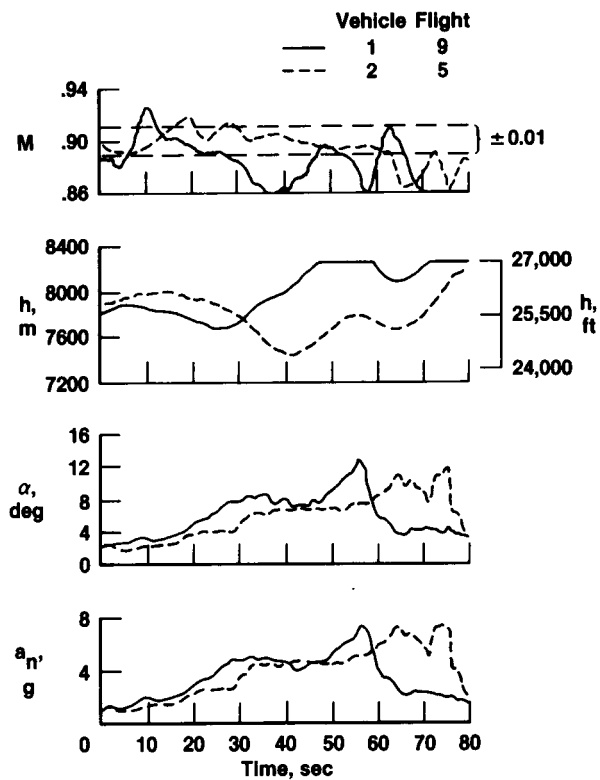 Vehicle Flight
1 9
2 5
.94
M
.90
±0.01
.86
8400
27,000
h, m
8000
25,500
h, ft
7600
24,000
7200
16
α, deg
12
8
4
0
8
aₙ, g
4
0 10 20 30 40 50 60 70 80
Time, sec